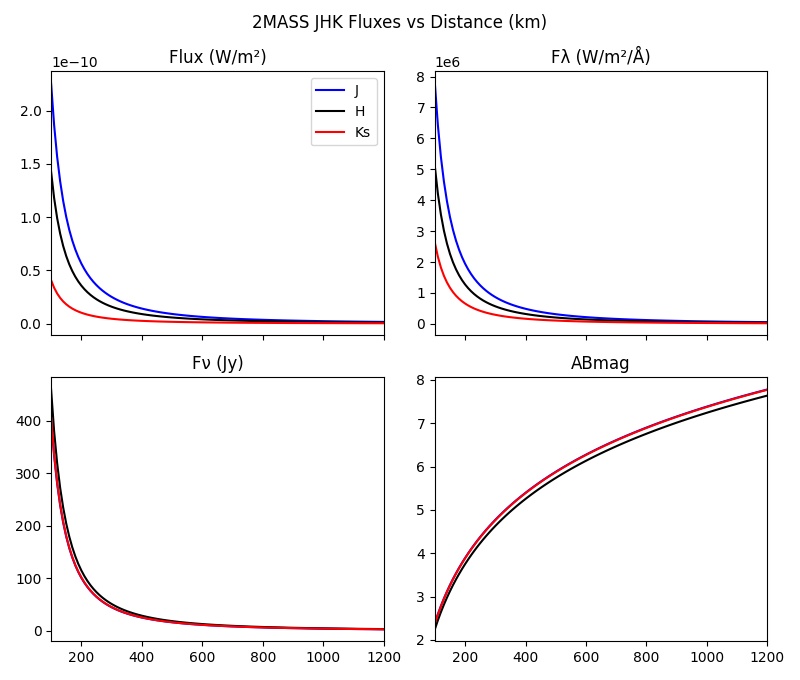 2MASS JHK Fluxes vs Distance (km)
Flux (W/m²)
1e−10
2.0
1.5
1.0
0.5
0.0
J
H
Ks
Fλ (W/m²/Å)
1e6
8
7
6
5
4
3
2
1
0
Fν (Jy)
400
300
200
100
0
200 400 600 800 1000 1200
ABmag
8
7
6
5
4
3
2
200 400 600 800 1000 1200